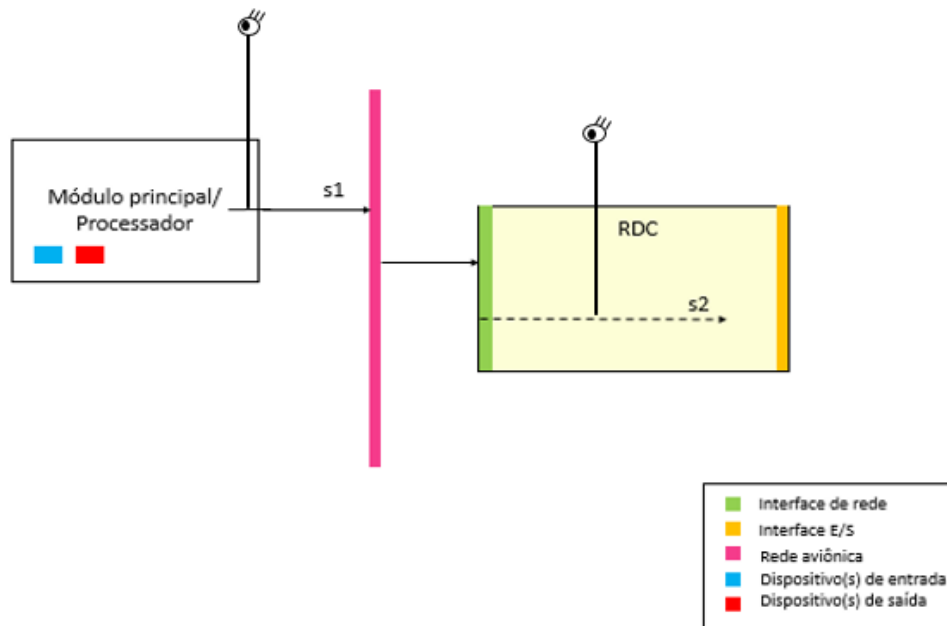 Módulo principal/
Processador
s1
RDC
s2
Interface de rede
Interface E/S
Rede aviônica
Dispositivo(s) de entrada
Dispositivo(s) de saída